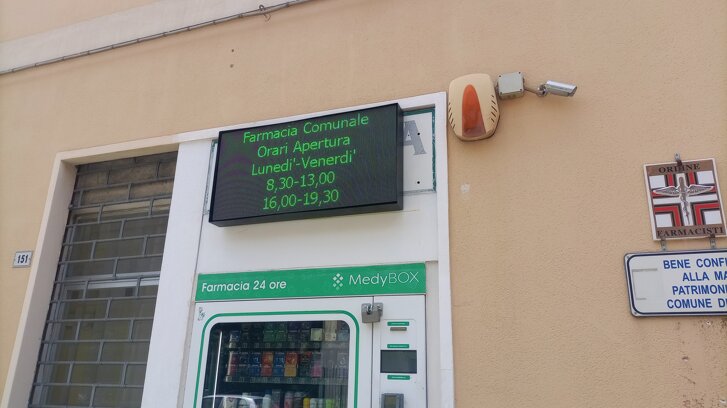 Farmacia Comunale
Orari Apertura
Lunedi'-Venerdi'
8,30-13,00
16,00-19,30
151
Farmacia 24 ore
MedyBOX
ORDINE
FARMACISTI
BENE CONF
ALLA MA
PATRIMON
COMUNE D